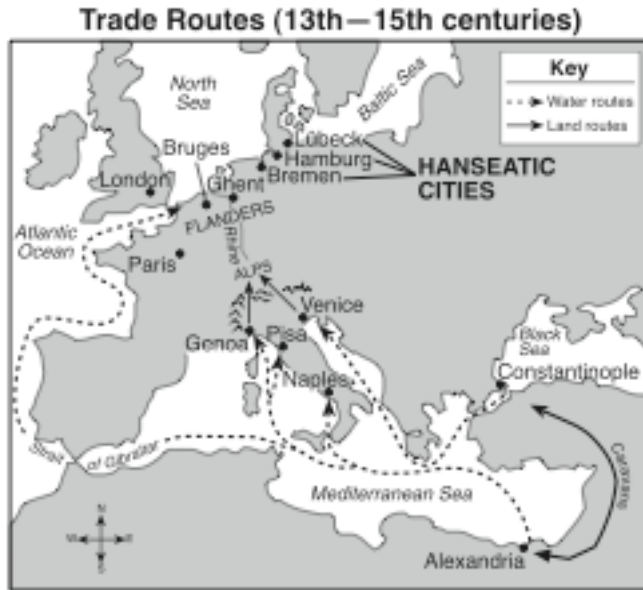 Trade Routes (13th—15th centuries)
North
Sea
Baltic Sea
Key
Water routes
Land routes
Bruges
Lübeck
Hamburg
Bremen
HANSEATIC
CITIES
London
Ghent
FLANDERS
Atlantic
Ocean
Rhine
Paris
ALPS
Venice
Genoa
Pisa
Black
Sea
Constantinople
Naples
Strait of Gibraltar
Caravans
Mediterranean Sea
N
W
E
S
Alexandria